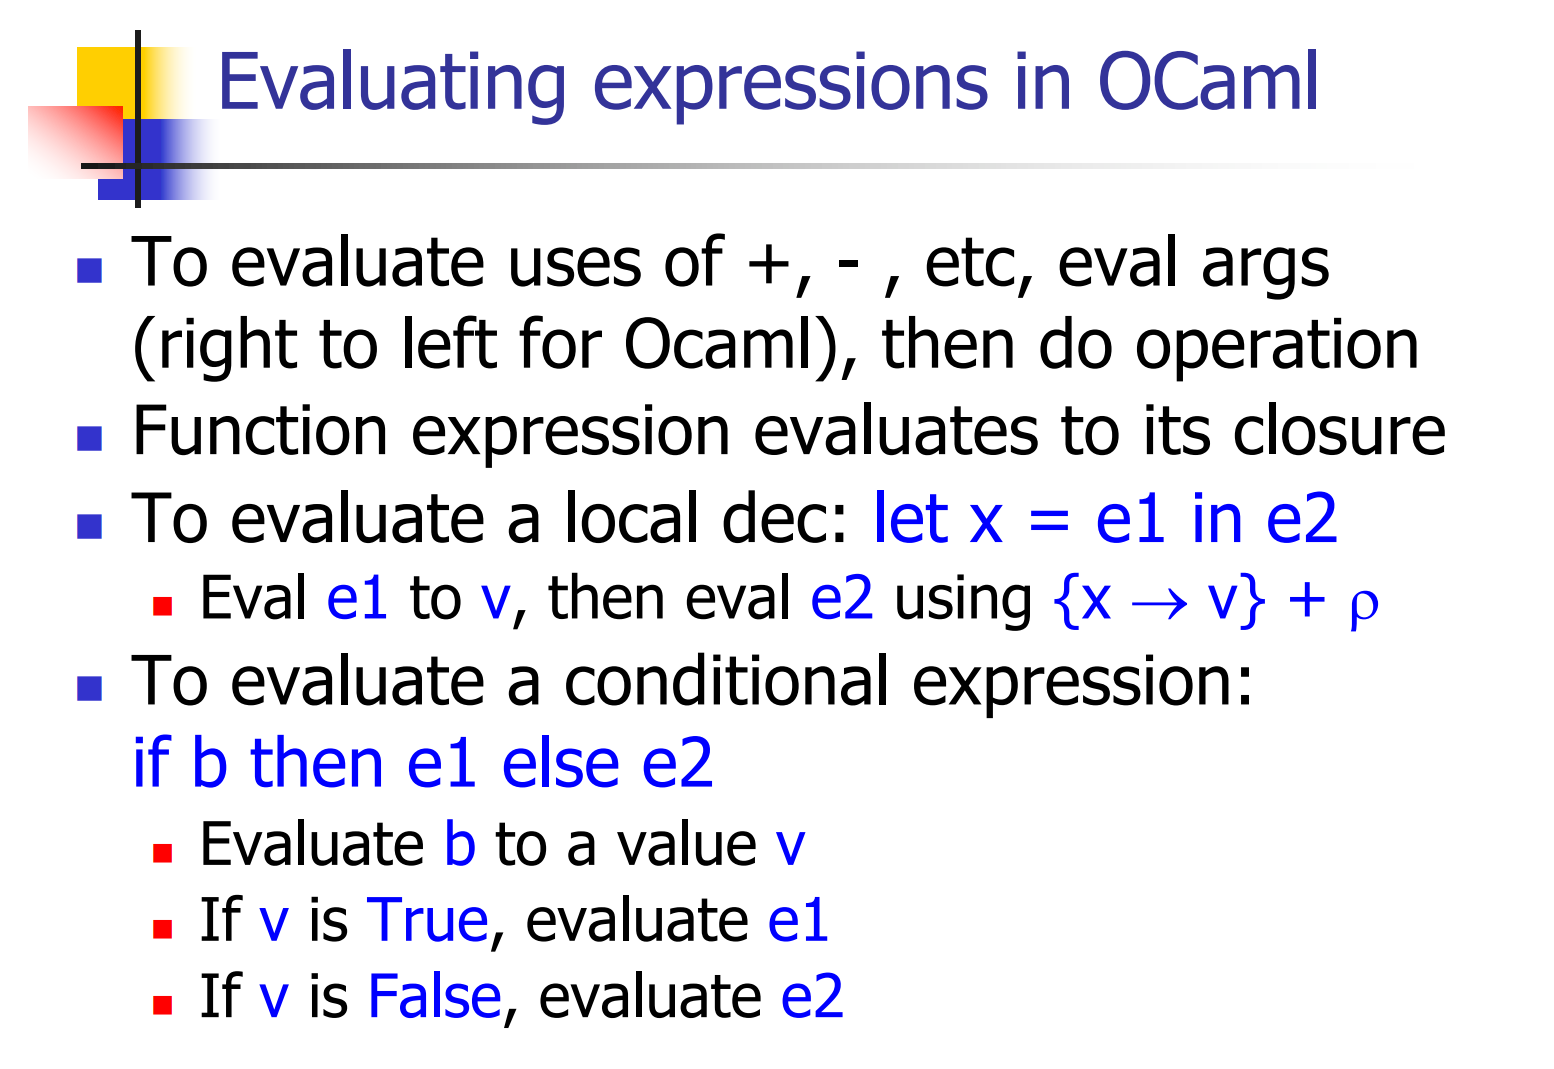 Evaluating expressions in OCaml
To evaluate uses of +, - , etc, eval args
(right to left for Ocaml), then do operation
Function expression evaluates to its closure
To evaluate a local dec: let x = e1 in e2
Eval e1 to v, then eval e2 using {x → v} + ρ
To evaluate a conditional expression:
if b then e1 else e2
Evaluate b to a value v
If v is True, evaluate e1
If v is False, evaluate e2